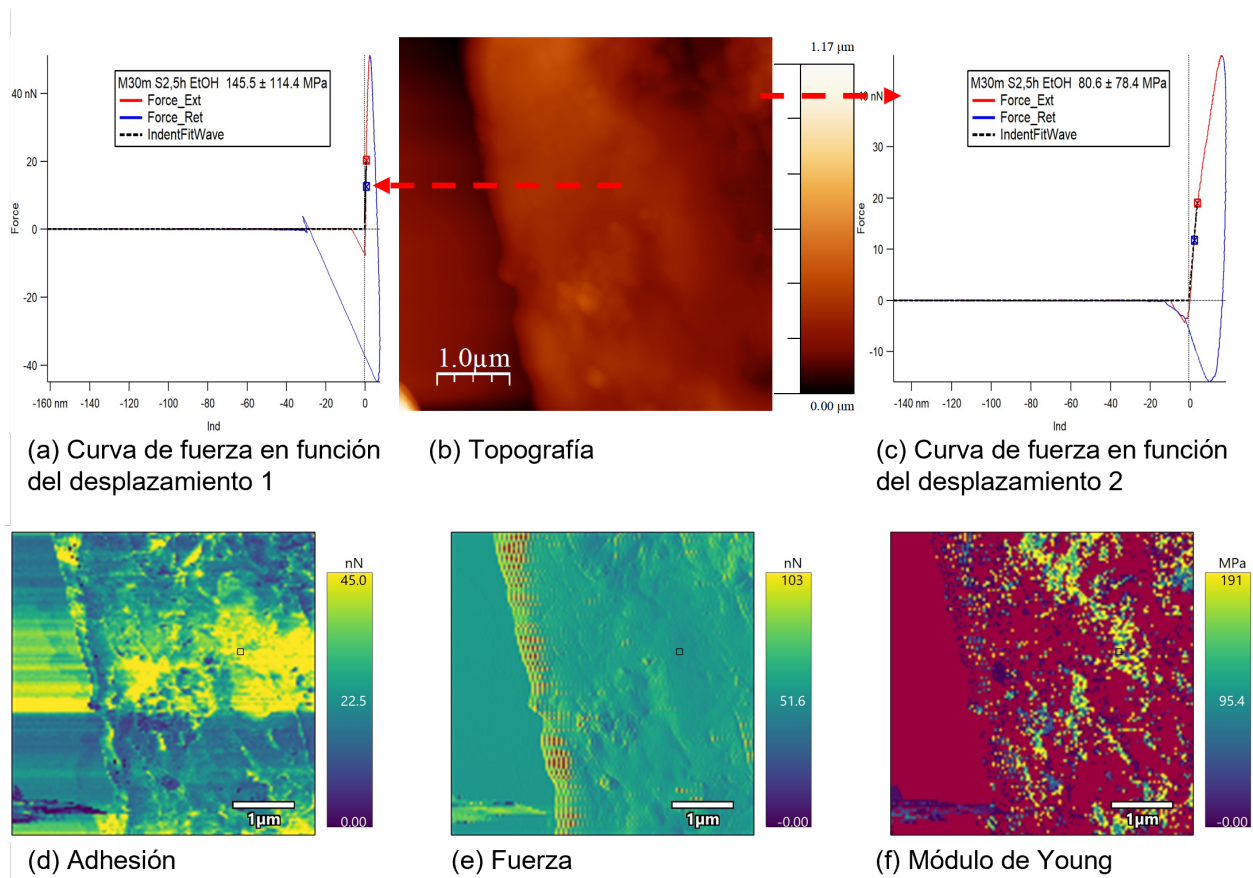 M30m S2,5h EtOH 145.5 ± 114.4 MPa
Force_Ext
Force_Ret
IndentFitWave
40 nN
20
0
-20
-40
Force
-160 nm
-140
-120
-100
-80
-60
-40
-20
0
Ind
(a) Curva de fuerza en función
del desplazamiento 1
1.0µm
1.17 µm
0.00 µm
(b) Topografía
M30m S2,5h EtOH 80.6 ± 78.4 MPa
Force_Ext
Force_Ret
IndentFitWave
nN
30
20
10
0
-10
Force
-140 nm
-120
-100
-80
-60
-40
-20
0
Ind
(c) Curva de fuerza en función
del desplazamiento 2
nN
45.0
22.5
0.00
1µm
(d) Adhesión
nN
103
51.6
-0.00
1µm
(e) Fuerza
MPa
191
95.4
-0.00
1µm
(f) Módulo de Young